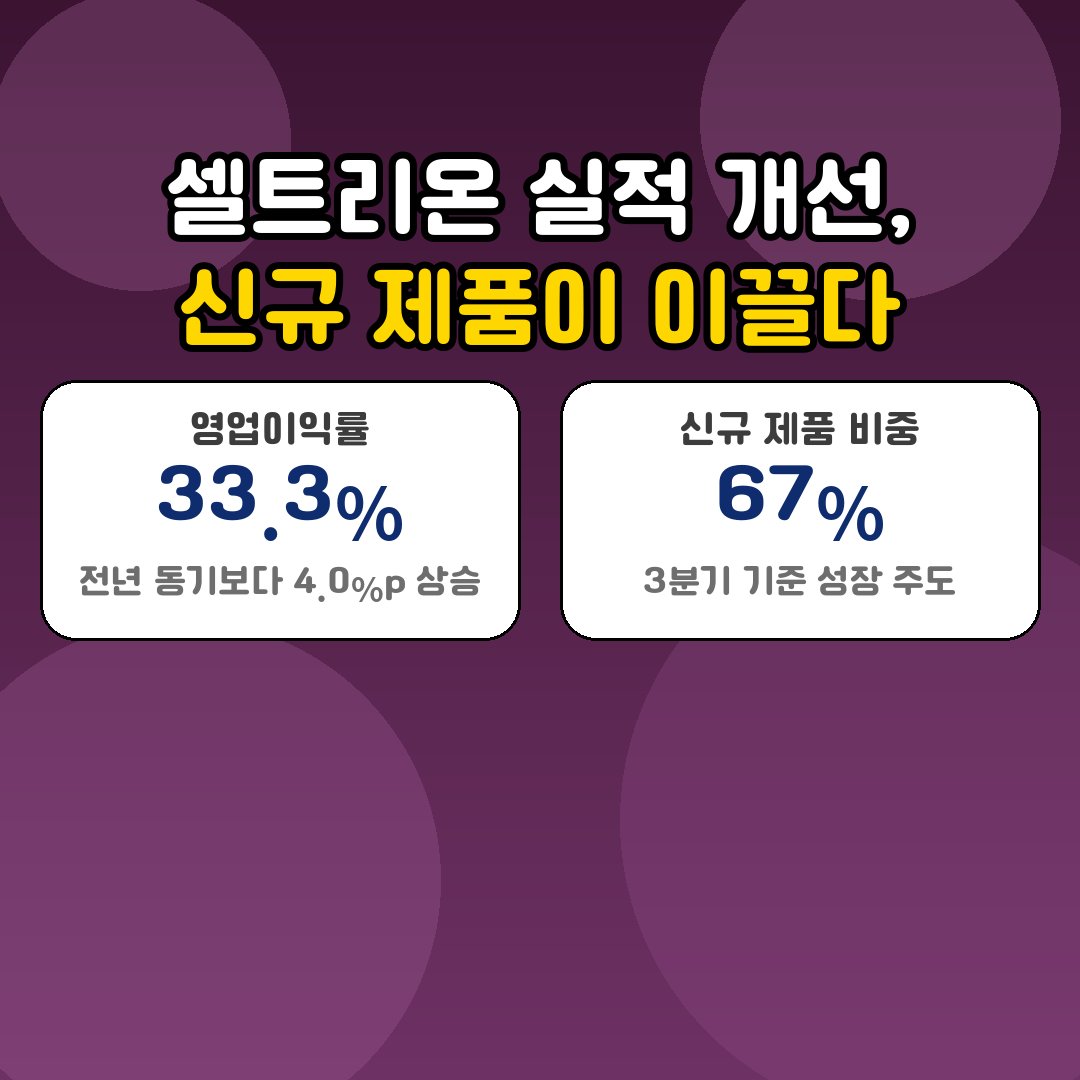 셀트리온 실적 개선,
신규 제품이 이끌다
영업이익률
33.3%
전년 동기보다 4.0%p 상승
신규 제품 비중
67%
3분기 기준 성장 주도